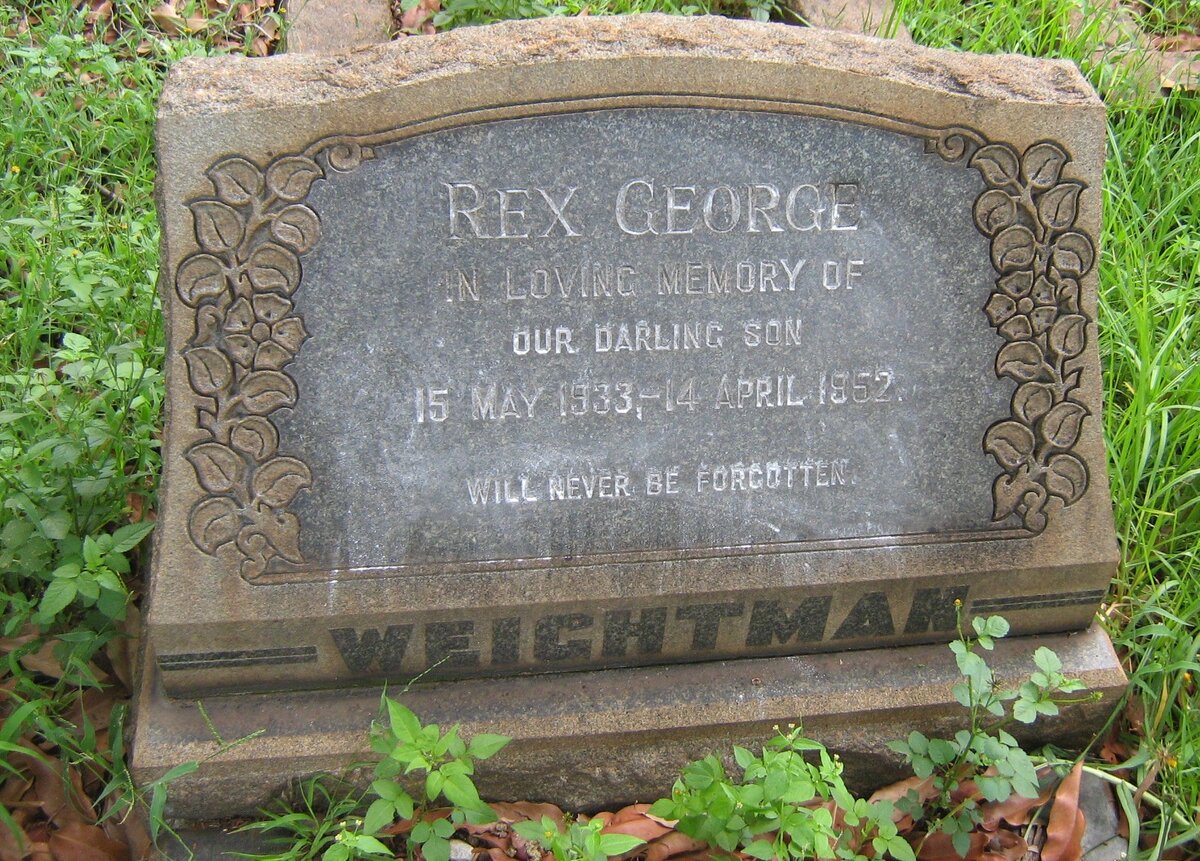 REX GEORGE
IN LOVING MEMORY OF
OUR DARLING SON
15 MAY 1933,-14 APRIL 1952.
WILL NEVER BE FORGOTTEN.
WEIGHTMAN